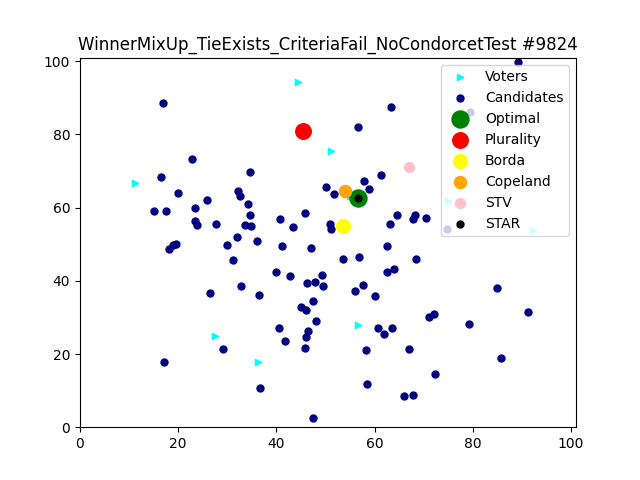 WinnerMixUp_TieExists_CriteriaFail_NoCondorcetTest #9824
100
80
60
40
20
0
0 20 40 60 80 100
Voters
Candidates
Optimal
Plurality
Borda
Copeland
STV
STAR